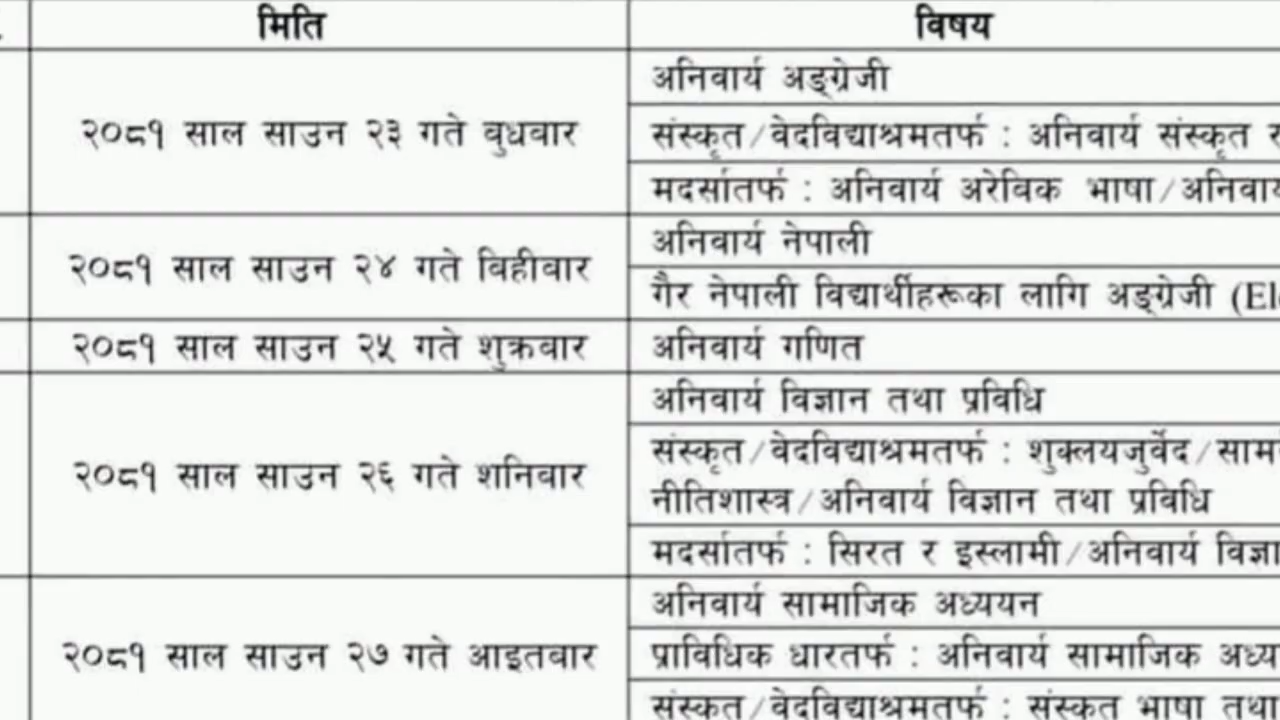 मिति
विषय
२०८१ साल साउन २३ गते बुधबार
अनिवार्य अङ्ग्रेजी
संस्कृत/वेदविद्याश्रमतर्फ : अनिवार्य संस्कृत
मदर्सातर्फ : अनिवार्य अरेबिक भाषा/अनिवार्य
२०८१ साल साउन २४ गते बिहीबार
अनिवार्य नेपाली
गैर नेपाली विद्यार्थीहरूका लागि अङ्ग्रेजी
२०८१ साल साउन २५ गते शुक्रबार
अनिवार्य गणित
२०८१ साल साउन २६ गते शनिबार
अनिवार्य विज्ञान तथा प्रविधि
संस्कृत/वेदविद्याश्रमतर्फ : शुक्लयजुर्वेद/
नीतिशास्त्र/अनिवार्य विज्ञान तथा प्रविधि
मदर्सातर्फ : सिरत र इस्लामी/अनिवार्य
२०८१ साल साउन २७ गते आइतबार
अनिवार्य सामाजिक अध्ययन
प्राविधिक धारतर्फ : अनिवार्य सामाजिक
संस्कृत/वेदविद्याश्रमतर्फ : संस्कृत भाषा तथा